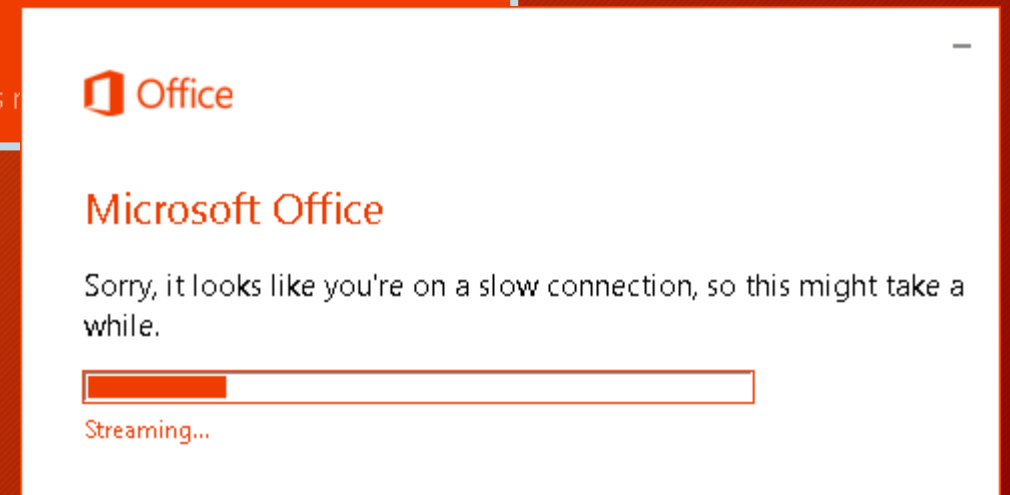 Office
Microsoft Office
Sorry, it looks like you're on a slow connection, so this might take a
while.
Streaming...